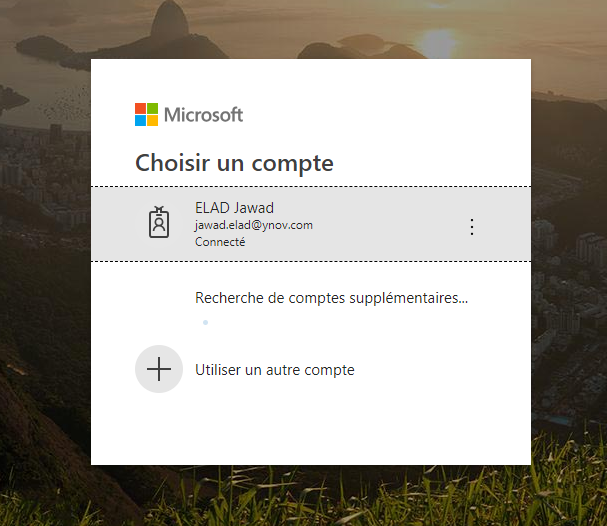 Microsoft
Choisir un compte
ELAD Jawad
jawad.elad@ynov.com
Connecté
Recherche de comptes supplémentaires...
Utiliser un autre compte